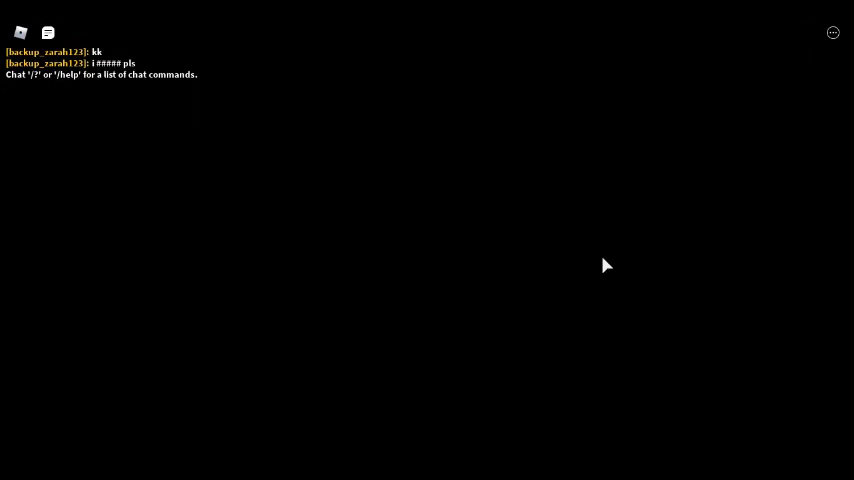 [backup_zarah123]: kk
[backup_zarah123]: i ##### pls
Chat '/?' or '/help' for a list of chat commands.